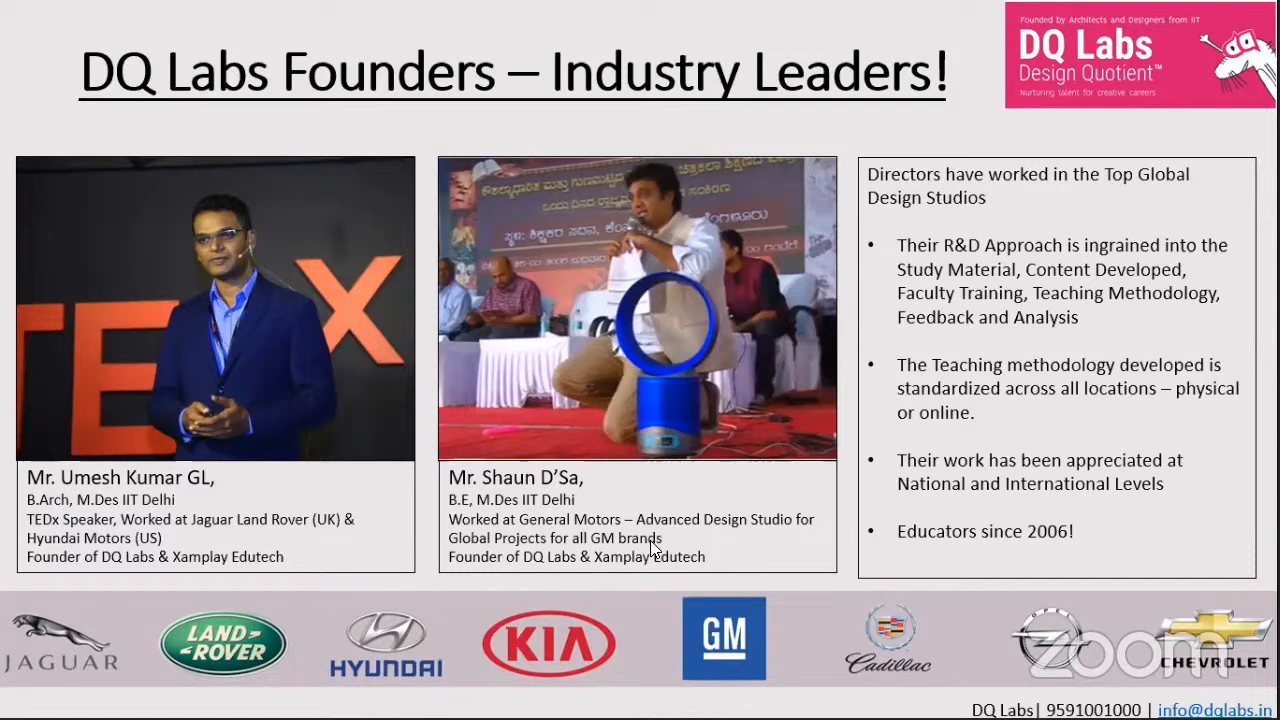 DQ Labs Founders – Industry Leaders!
Founded by Architects and Designers from IIT
DQ Labs
Design Quotient™
Nurturing talent for creative careers
TEDx
ಒಂದು ದಿನದ
ಸ್ಥಳ: ಶಿಕ್ಷಕರ ಸದನ,
Mr. Umesh Kumar GL,
B.Arch, M.Des IIT Delhi
TEDx Speaker, Worked at Jaguar Land Rover (UK) &
Hyundai Motors (US)
Founder of DQ Labs & Xamplay Edutech
Mr. Shaun D’Sa,
B.E, M.Des IIT Delhi
Worked at General Motors – Advanced Design Studio for
Global Projects for all GM brands
Founder of DQ Labs & Xamplay Edutech
Directors have worked in the Top Global
Design Studios
• Their R&D Approach is ingrained into the
Study Material, Content Developed,
Faculty Training, Teaching Methodology,
Feedback and Analysis
• The Teaching methodology developed is
standardized across all locations – physical
or online.
• Their work has been appreciated at
National and International Levels
• Educators since 2006!
JAGUAR
LAND-
ROVER
HYUNDAI
KIA
GM
Cadillac
OPEL
CHEVROLET
zoom
DQ Labs| 9591001000 | info@dqlabs.in